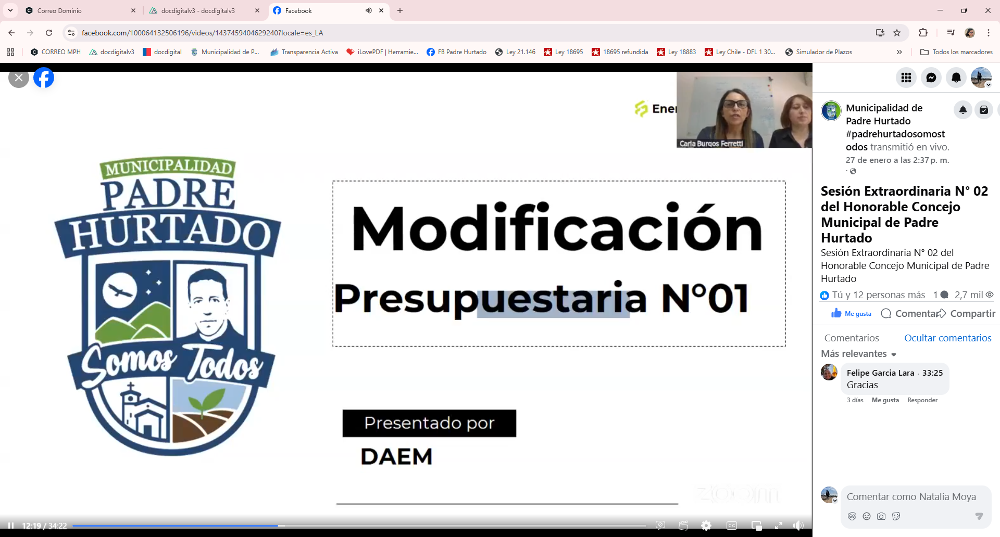 Correo Dominio
docdigitalv3 - docdigitalv3
Facebook
facebook.com/100064132506196/videos/1437459404629240?locale=es_LA
CORREO MPH
docdigitalv3
docdigital
Municipalidad de P...
Transparencia Activa
iLovePDF | Herramie...
FB Padre Hurtado
Ley 21.146
Ley 18695
18695 refundida
Ley 18883
Ley Chile - DFL 1 30...
Simulador de Plazos
Todos los marcadores
Ener
Carla Burgos Ferretti
MUNICIPALIDAD
PADRE
HURTADO
Somos Todos
Modificación
Presupuestaria N°01
Presentado por
DAEM
zoom
12:19 / 34:22
CC
Municipalidad de
Padre Hurtado
#padrehurtadosomost
odos transmitió en vivo.
27 de enero a las 2:37 p. m.
·
Sesión Extraordinaria N° 02
del Honorable Concejo
Municipal de Padre
Hurtado
Sesión Extraordinaria N° 02 del
Honorable Concejo Municipal de Padre
Hurtado
Tú y 12 personas más 1 2,7 mil
Me gusta Comentar Compartir
Comentarios Ocultar comentarios
Más relevantes
Felipe Garcia Lara · 33:25
Gracias
3 días Me gusta Responder
Comentar como Natalia Moya